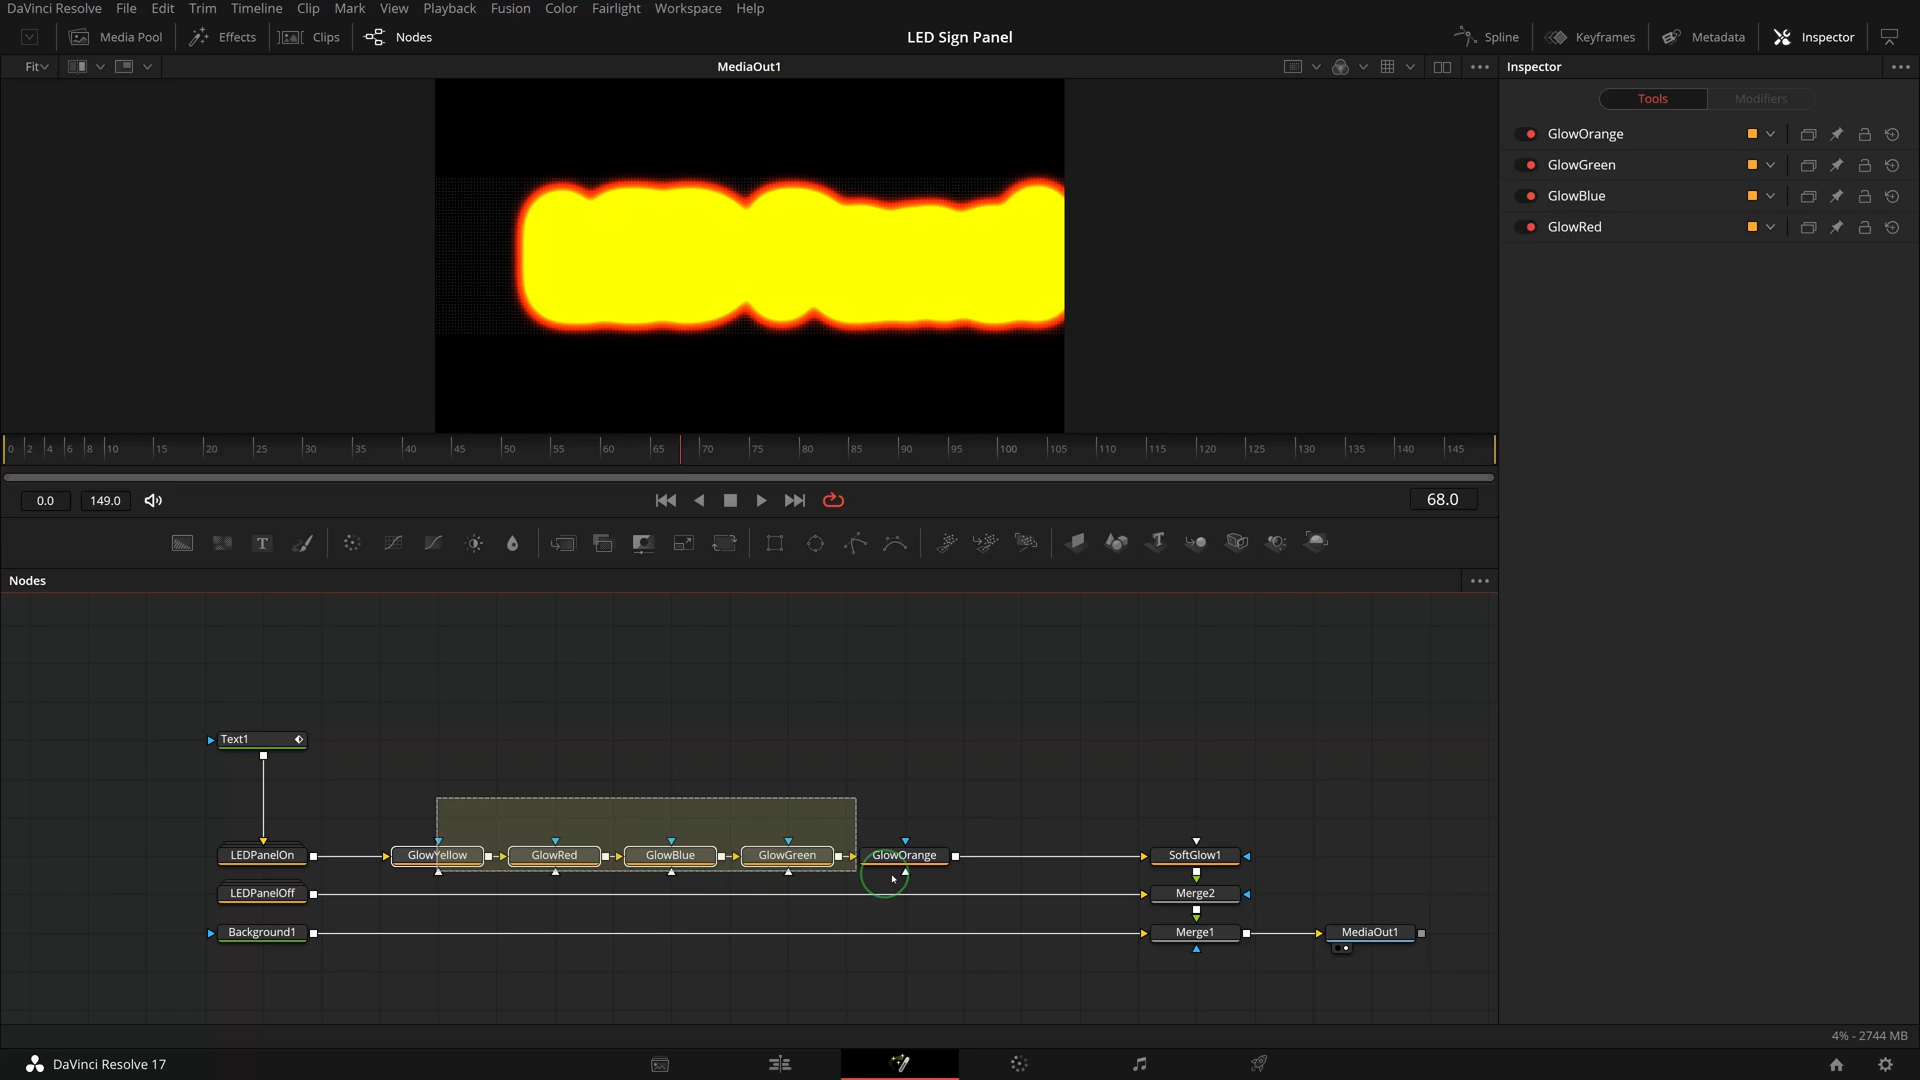 DaVinci Resolve File Edit Trim Timeline Clip Mark View Playback Fusion Color Fairlight Workspace Help
Media Pool Effects Clips Nodes LED Sign Panel Spline Keyframes Metadata Inspector
Fit MediaOut1 Inspector
Tools Modifiers
GlowOrange
GlowGreen
GlowBlue
GlowRed
0 2 4 6 8 10 15 20 25 30 35 40 45 50 55 60 65 70 75 80 85 90 95 100 105 110 115 120 125 130 135 140 145
0.0 149.0 68.0
T
Nodes
Text1
LEDPanelOn GlowYellow GlowRed GlowBlue GlowGreen GlowOrange SoftGlow1
LEDPanelOff Merge2
Background1 Merge1 MediaOut1
4% - 2744 MB
DaVinci Resolve 17